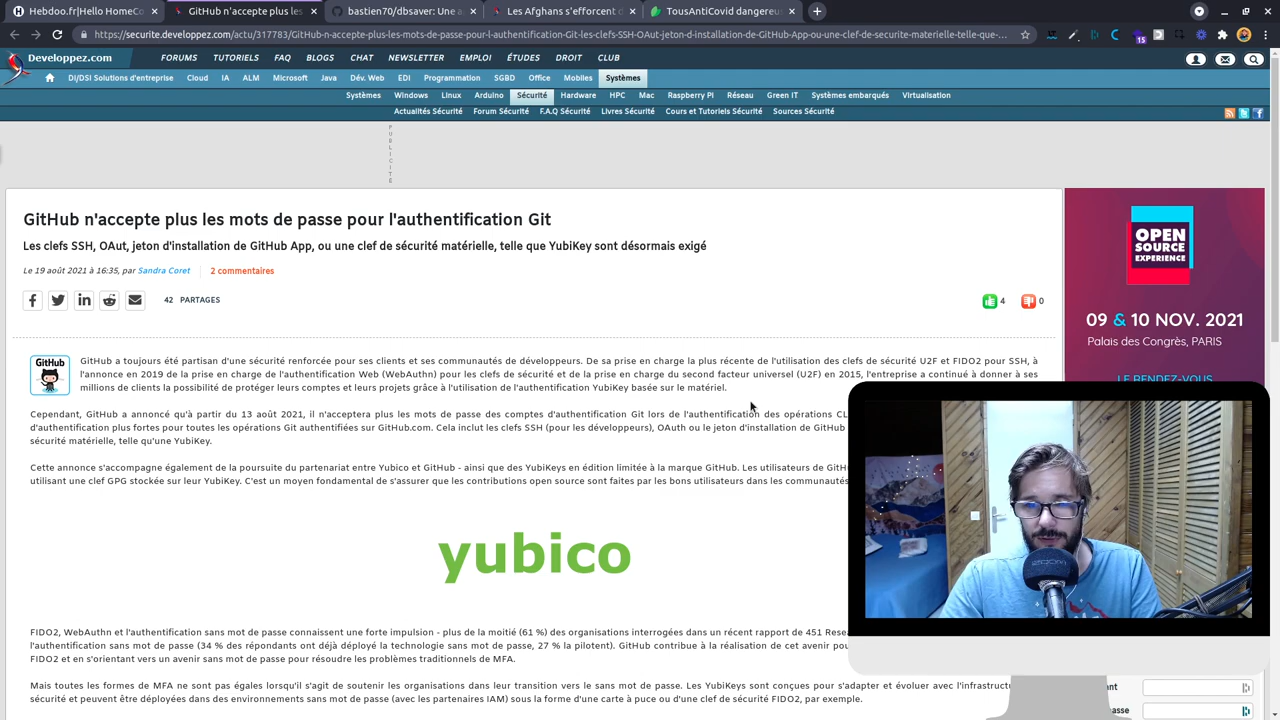 Hebdoo.fr|Hello HomeCo
GitHub n'accepte plus les
bastien70/dbsaver: Une a
Les Afghans s'efforcent d
TousAntiCovid dangereu
https://securite.developpez.com/actu/317783/GitHub-n-accepte-plus-les-mots-de-passe-pour-l-authentification-Git-les-clefs-SSH-OAut-jeton-d-installation-de-GitHub-App-ou-une-clef-de-securite-materielle-telle-que-...
15
Developpez.com
FORUMS TUTORIELS FAQ BLOGS CHAT NEWSLETTER EMPLOI ÉTUDES DROIT CLUB
DI/DSI Solutions d'entreprise Cloud IA ALM Microsoft Java Dév. Web EDI Programmation SGBD Office Mobiles Systèmes
Systèmes Windows Linux Arduino Sécurité Hardware HPC Mac Raspberry PI Réseau Green IT Systèmes embarqués Virtualisation
Actualités Sécurité Forum Sécurité F.A.Q Sécurité Livres Sécurité Cours et Tutoriels Sécurité Sources Sécurité
PUBLICITÉ
GitHub n'accepte plus les mots de passe pour l'authentification Git
Les clefs SSH, OAut, jeton d'installation de GitHub App, ou une clef de sécurité matérielle, telle que YubiKey sont désormais exigé
Le 19 août 2021 à 16:35, par Sandra Coret 2 commentaires
42 PARTAGES
4 0
GitHub
GitHub a toujours été partisan d'une sécurité renforcée pour ses clients et ses communautés de développeurs. De sa prise en charge la plus récente de l'utilisation des clefs de sécurité U2F et FIDO2 pour SSH, à
l'annonce en 2019 de la prise en charge de l'authentification Web (WebAuthn) pour les clefs de sécurité et de la prise en charge du second facteur universel (U2F) en 2015, l'entreprise a continué à donner à ses
millions de clients la possibilité de protéger leurs comptes et leurs projets grâce à l'utilisation de l'authentification YubiKey basée sur le matériel.
Cependant, GitHub a annoncé qu'à partir du 13 août 2021, il n'acceptera plus les mots de passe des comptes d'authentification Git lors de l'authentification des opérations CL
d'authentification plus fortes pour toutes les opérations Git authentifiées sur GitHub.com. Cela inclut les clefs SSH (pour les développeurs), OAuth ou le jeton d'installation de GitHub
sécurité matérielle, telle qu'une YubiKey.
Cette annonce s'accompagne également de la poursuite du partenariat entre Yubico et GitHub - ainsi que des YubiKeys en édition limitée à la marque GitHub. Les utilisateurs de GitH
utilisant une clef GPG stockée sur leur YubiKey. C'est un moyen fondamental de s'assurer que les contributions open source sont faites par les bons utilisateurs dans les communautés
yubico
FIDO2, WebAuthn et l'authentification sans mot de passe connaissent une forte impulsion - plus de la moitié (61 %) des organisations interrogées dans un récent rapport de 451 Resea
l'authentification sans mot de passe (34 % des répondants ont déjà déployé la technologie sans mot de passe, 27 % la pilotent). GitHub contribue à la réalisation de cet avenir pou
FIDO2 et en s'orientant vers un avenir sans mot de passe pour résoudre les problèmes traditionnels de MFA.
Mais toutes les formes de MFA ne sont pas égales lorsqu'il s'agit de soutenir les organisations dans leur transition vers le sans mot de passe. Les YubiKeys sont conçues pour s'adapter et évoluer avec l'infrastructu
sécurité et peuvent être déployées dans des environnements sans mot de passe (avec les partenaires IAM) sous la forme d'une carte à puce ou d'une clef de sécurité FIDO2, par exemple.
OPEN
SOURCE
EXPERIENCE
09 & 10 NOV. 2021
Palais des Congrès, PARIS
LE RENDEZ-VOUS
ant
passe
zoom